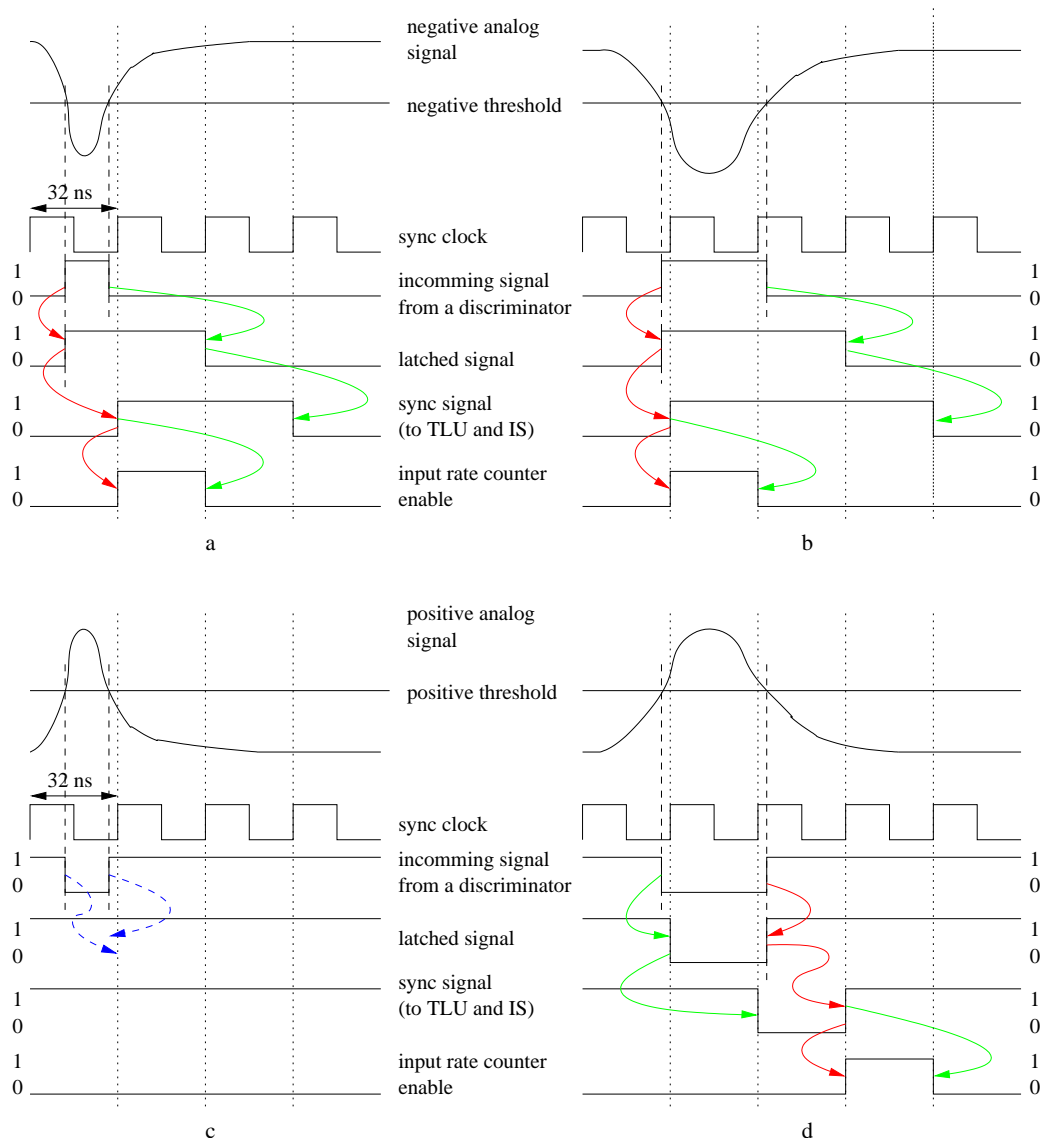 negative analog
signal
negative threshold
32 ns
sync clock
1
0
incomming signal
from a discriminator
1
0
1
0
latched signal
1
0
1
0
sync signal
(to TLU and IS)
1
0
1
0
input rate counter
enable
1
0
a
b
positive analog
signal
positive threshold
32 ns
sync clock
1
0
incomming signal
from a discriminator
1
0
1
0
latched signal
1
0
1
0
sync signal
(to TLU and IS)
1
0
1
0
input rate counter
enable
1
0
c
d